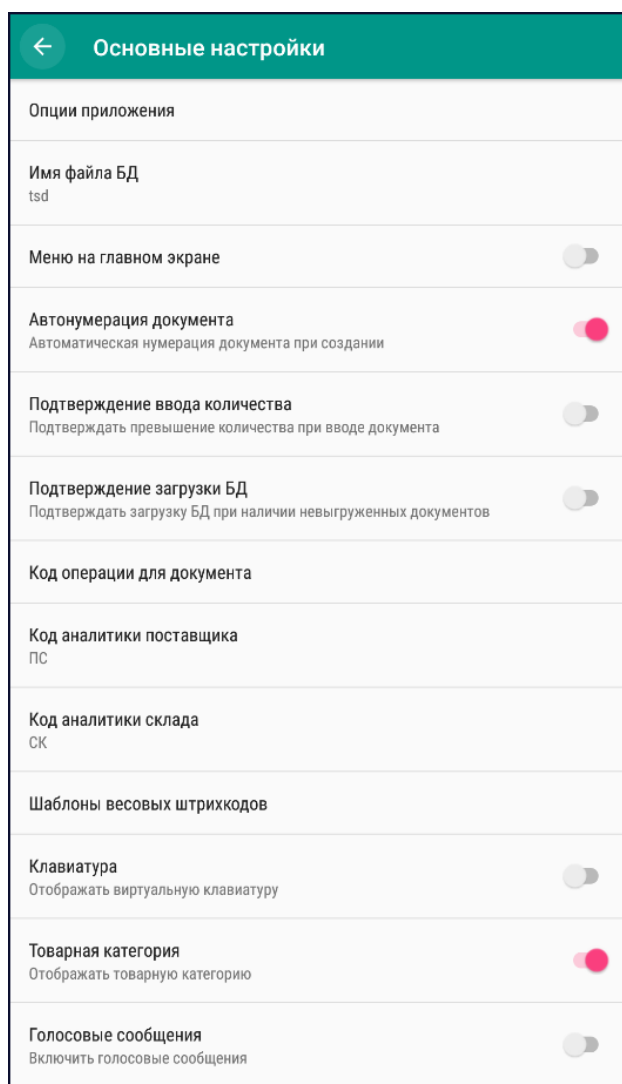 Основные настройки
Опции приложения
Имя файла БД
tsd
Меню на главном экране
Автонумерация документа
Автоматическая нумерация документа при создании
Подтверждение ввода количества
Подтверждать превышение количества при вводе документа
Подтверждение загрузки БД
Подтверждать загрузку БД при наличии невыгруженных документов
Код операции для документа
Код аналитики поставщика
ПС
Код аналитики склада
СК
Шаблоны весовых штрихкодов
Клавиатура
Отображать виртуальную клавиатуру
Товарная категория
Отображать товарную категорию
Голосовые сообщения
Включить голосовые сообщения